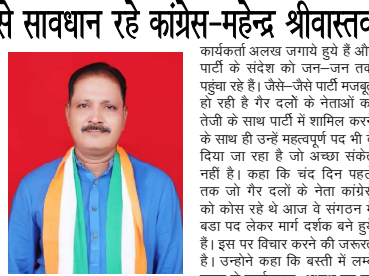 से सावधान रहे कांग्रेस-महेन्द्र श्रीवास्तव
कार्यकर्ता अलख जगाये हुये हैं
पार्टी के संदेश को जन–जन तक
पहुंचा रहे हैं। जैसे–जैसे पार्टी मजबूत
हो रही है गैर दलों के नेताओं
तेजी के साथ पार्टी में शामिल
के साथ ही उन्हें महत्वपूर्ण पद भी
दिया जा रहा है जो अच्छा संकेत
नहीं है। कहा कि चंद दिन पहले
तक जो गैर दलों के नेता कांग्रेस
को कोस रहे थे आज वे संगठन
बडा पद लेकर मार्ग दर्शक बने हुये
हैं। इस पर विचार करने की जरूरत
है। उन्होने कहा कि बस्ती में